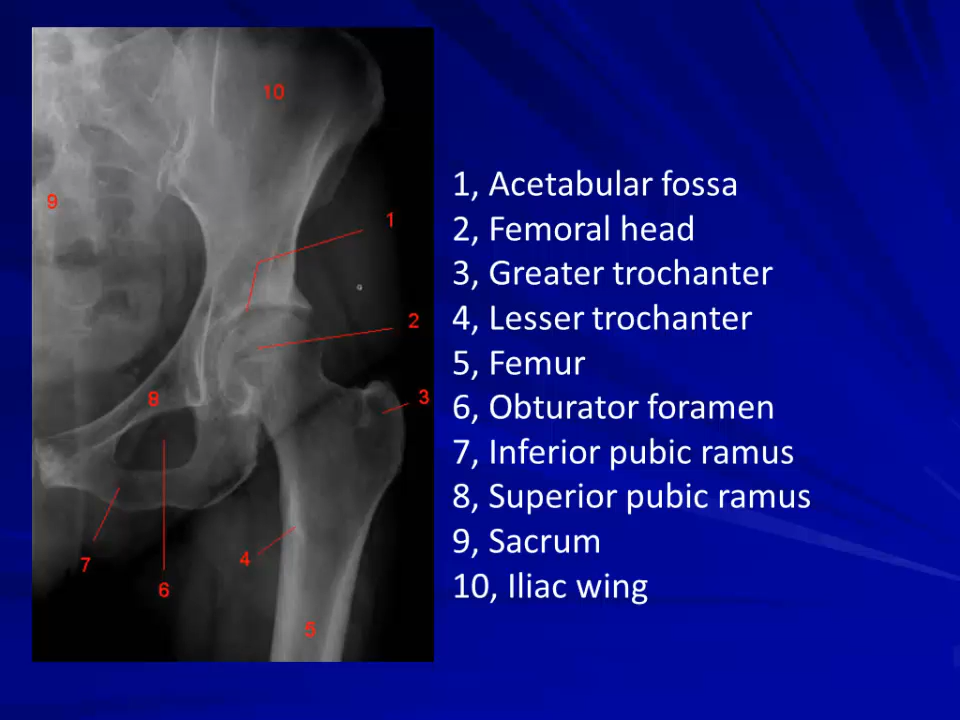 10
9
1
2
8
3
7
4
6
5
1, Acetabular fossa
2, Femoral head
3, Greater trochanter
4, Lesser trochanter
5, Femur
6, Obturator foramen
7, Inferior pubic ramus
8, Superior pubic ramus
9, Sacrum
10, Iliac wing